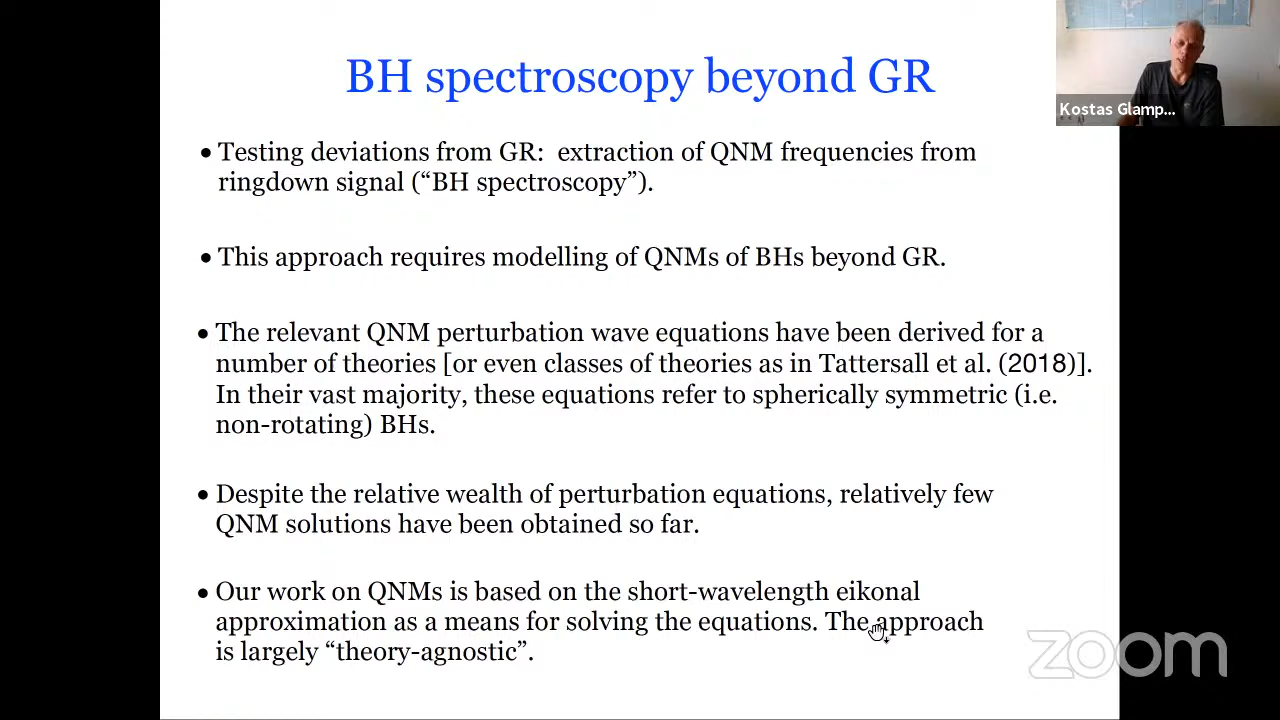 BH spectroscopy beyond GR
Kostas Glamp...
• Testing deviations from GR: extraction of QNM frequencies from
ringdown signal (“BH spectroscopy”).
• This approach requires modelling of QNMs of BHs beyond GR.
• The relevant QNM perturbation wave equations have been derived for a
number of theories [or even classes of theories as in Tattersall et al. (2018)].
In their vast majority, these equations refer to spherically symmetric (i.e.
non-rotating) BHs.
• Despite the relative wealth of perturbation equations, relatively few
QNM solutions have been obtained so far.
• Our work on QNMs is based on the short-wavelength eikonal
approximation as a means for solving the equations. The approach
is largely “theory-agnostic”.
zoom